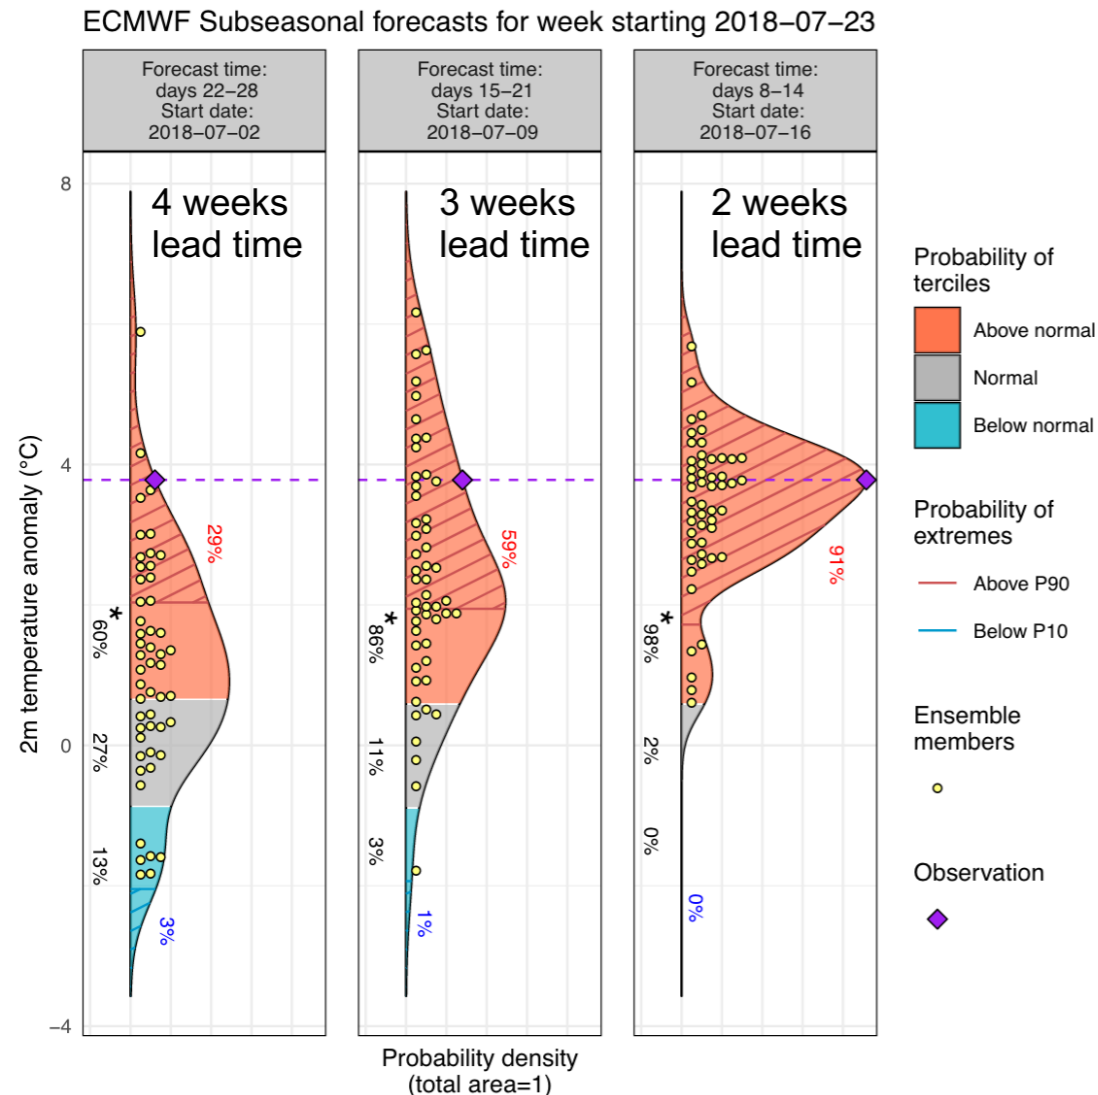 ECMWF Subseasonal forecasts for week starting 2018−07−23
Forecast time:
days 22−28
Start date:
2018−07−02
Forecast time:
days 15−21
Start date:
2018−07−09
Forecast time:
days 8−14
Start date:
2018−07−16
4 weeks
lead time
3 weeks
lead time
2 weeks
lead time
8
4
0
−4
2m temperature anomaly (°C)
29%
*
60%
27%
13%
3%
59%
*
86%
11%
3%
1%
91%
*
98%
2%
0%
0%
Probability density
(total area=1)
Probability of
terciles
Above normal
Normal
Below normal
Probability of
extremes
Above P90
Below P10
Ensemble
members
Observation